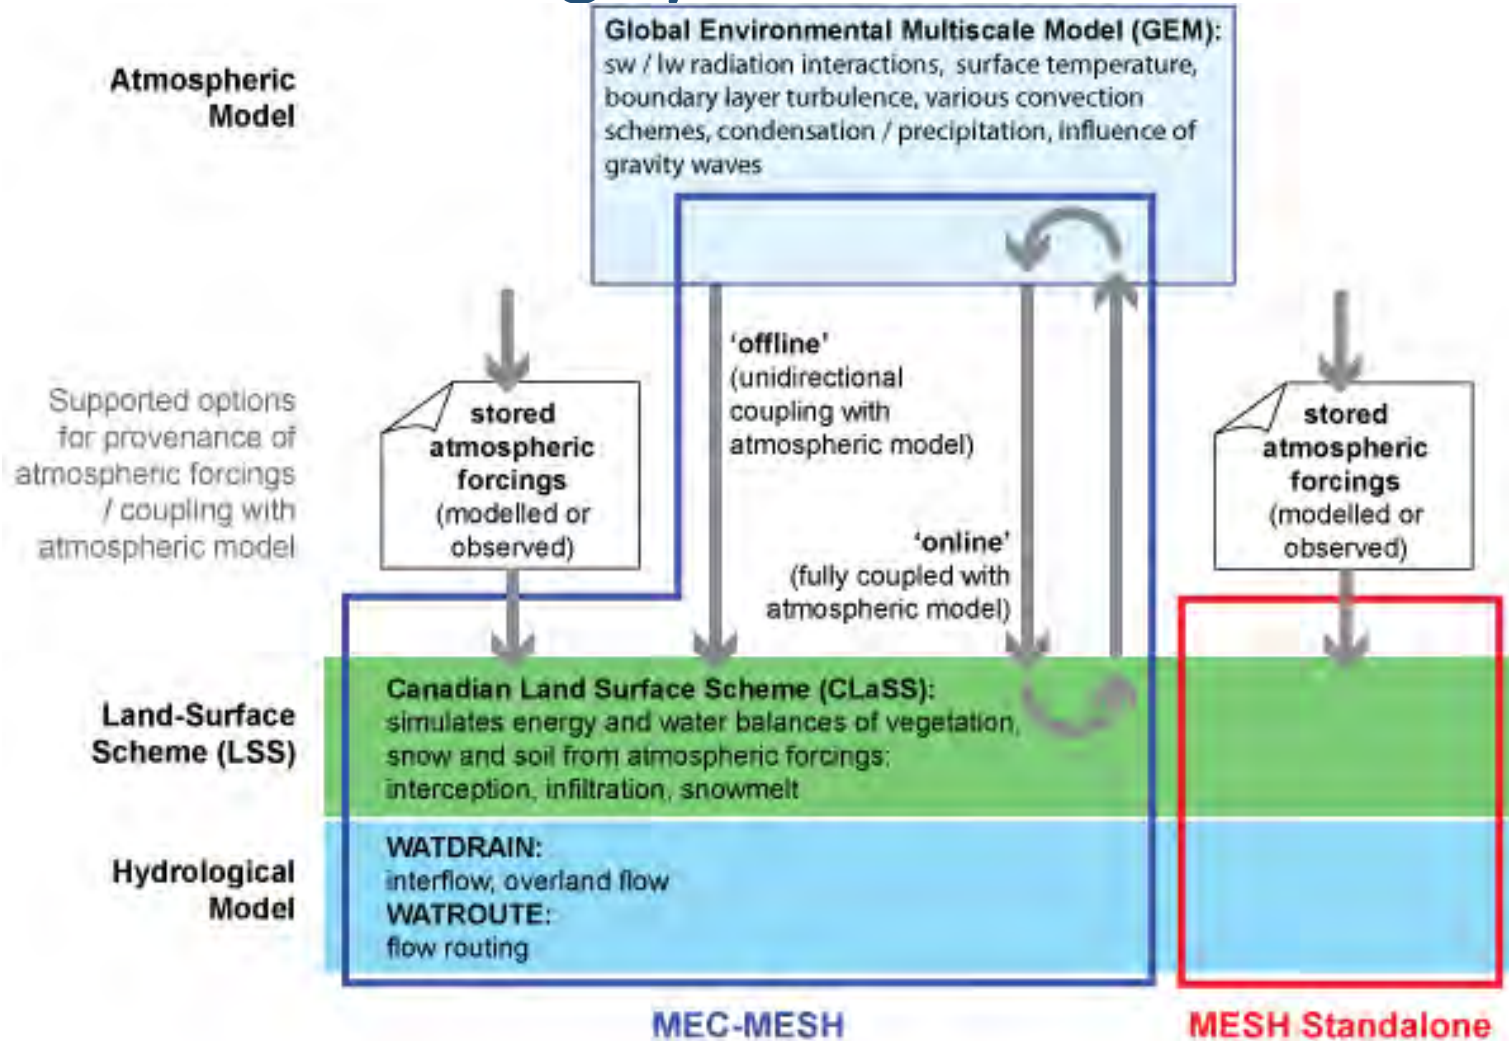 Global Environmental Multiscale Model (GEM):
sw / lw radiation interactions, surface temperature,
boundary layer turbulence, various convection
schemes, condensation / precipitation, influence of
gravity waves
Atmospheric
Model
'offline'
(unidirectional
coupling with
atmospheric model)
'online'
(fully coupled with
atmospheric model)
Supported options
for provenance of
atmospheric forcings
/ coupling with
atmospheric model
stored
atmospheric
forcings
(modelled or
observed)
stored
atmospheric
forcings
(modelled or
observed)
Land-Surface
Scheme (LSS)
Canadian Land Surface Scheme (CLaSS):
simulates energy and water balances of vegetation,
snow and soil from atmospheric forcings:
interception, infiltration, snowmelt
Hydrological
Model
WATDRAIN:
interflow, overland flow
WATROUTE:
flow routing
MEC-MESH
MESH Standalone